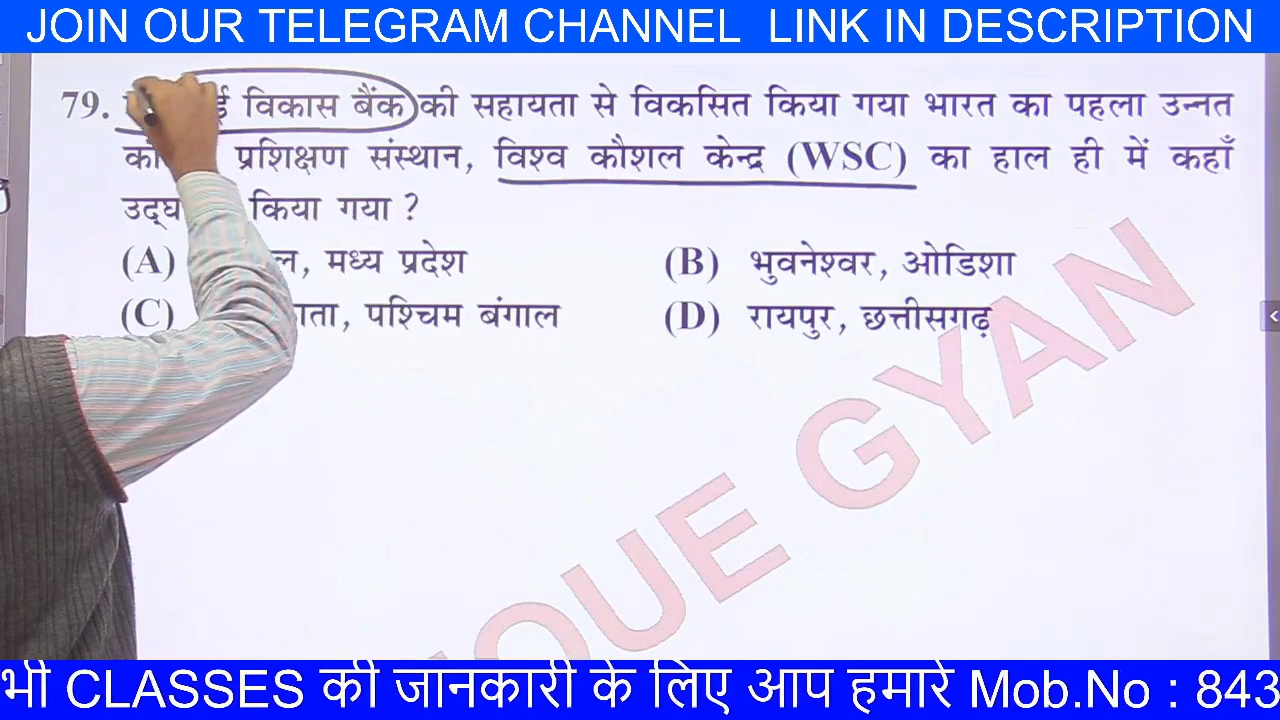 JOIN OUR TELEGRAM CHANNEL LINK IN DESCRIPTION
79. विकास बैंक की सहायता से विकसित किया गया भारत का पहला उन्नत
प्रशिक्षण संस्थान, विश्व कौशल केन्द्र (WSC) का हाल ही में कहाँ
किया गया ?
(A) मध्य प्रदेश
(B) भुवनेश्वर, ओडिशा
(C) पश्चिम बंगाल
(D) रायपुर, छत्तीसगढ़
GYAN
भी CLASSES की जानकारी के लिए आप हमारे Mob.No : 843